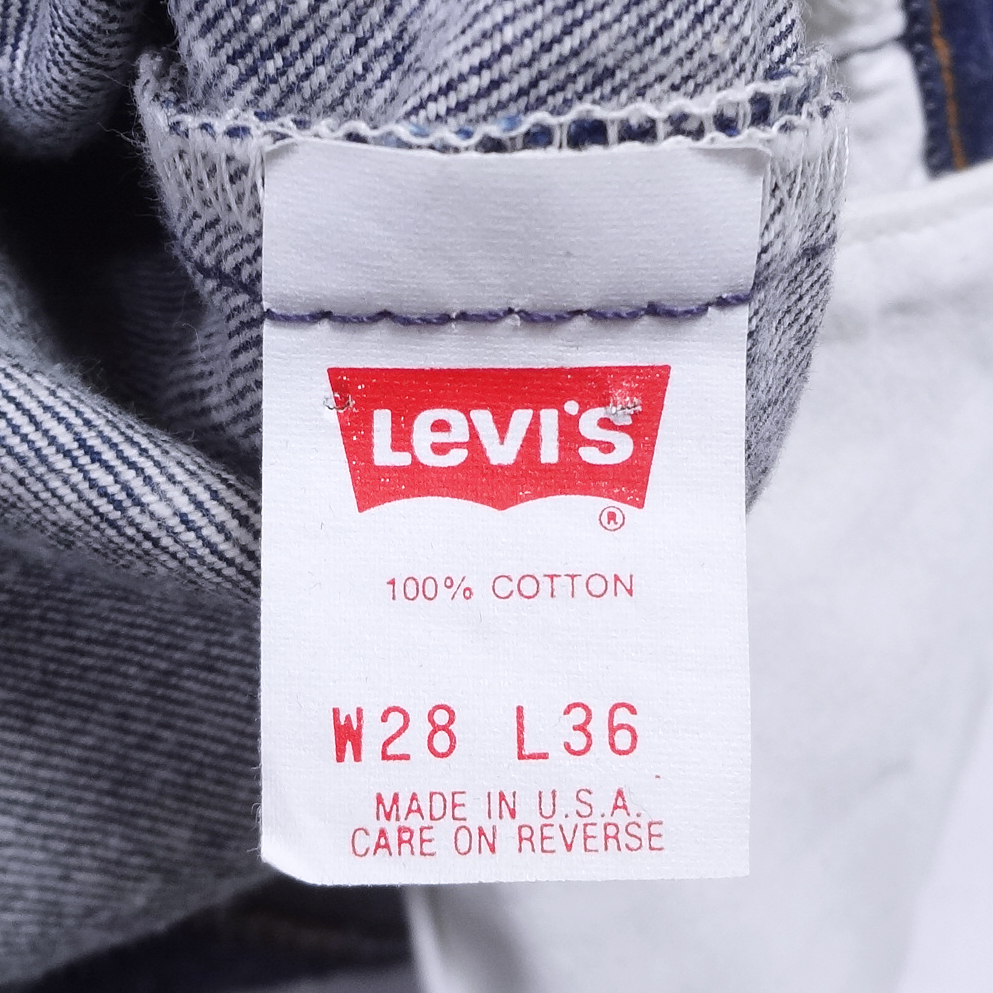 LEVI'S
®
100% COTTON
W28 L36
MADE IN U.S.A.
CARE ON REVERSE